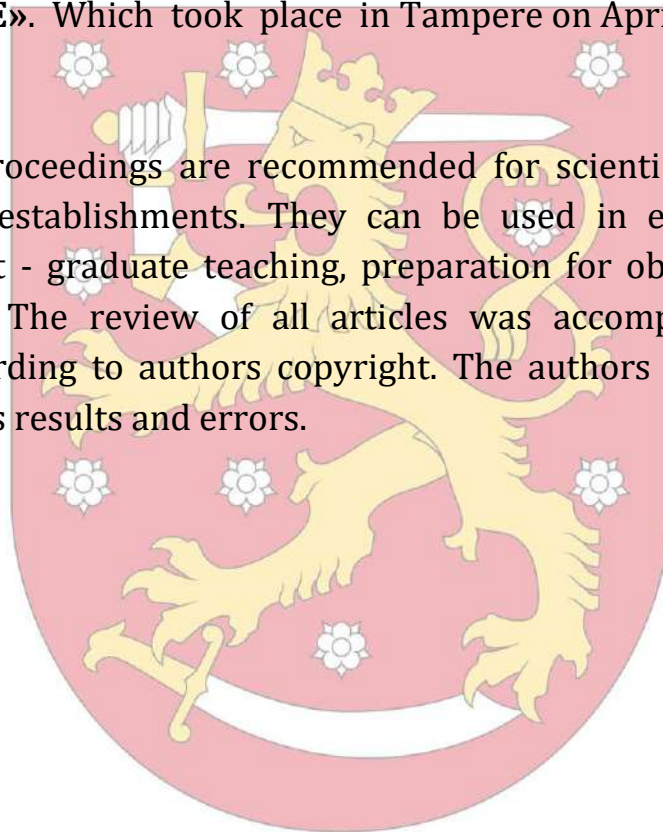 E». Which took place in Tampere on Apri
roceedings are recommended for scienti
establishments. They can be used in e
t - graduate teaching, preparation for ob
The review of all articles was accomp
rding to authors copyright. The authors
s results and errors.